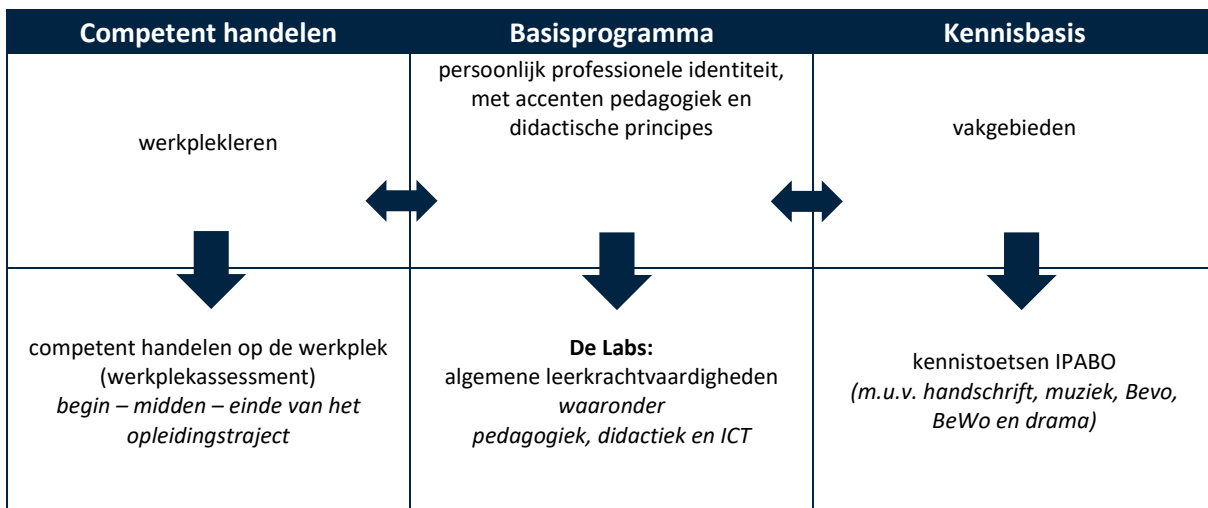 Competent handelen
Basisprogramma
Kennisbasis
werkplekleren
persoonlijk professionele identiteit,
met accenten pedagogiek en
didactische principes
vakgebieden
competent handelen op de werkplek
(werkplekassessment)
begin – midden – einde van het
opleidingstraject
De Labs:
algemene leerkrachtvaardigheden
waaronder
pedagogiek, didactiek en ICT
kennistoetsen IPABO
(m.u.v. handschrift, muziek, Bevo,
BeWo en drama)